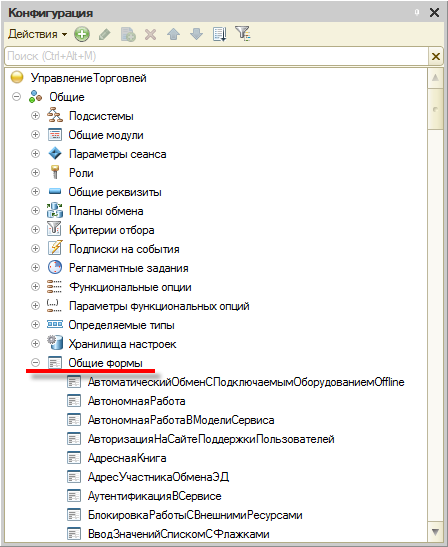 Конфигурация
Действия
Поиск (Ctrl+Alt+M)
УправлениеТорговлей
Общие
Подсистемы
Общие модули
Параметры сеанса
Роли
Общие реквизиты
Планы обмена
Критерии отбора
Подписки на события
Регламентные задания
Функциональные опции
Параметры функциональных опций
Определяемые типы
Хранилища настроек
Общие формы
АвтоматическийОбменСПодключаемымОборудованиемOffline
АвтономнаяРабота
АвтономнаяРаботаВМоделиСервиса
АвторизацияНаСайтеПоддержкиПользователей
АдреснаяКнига
АдресУчастникаОбменаЭД
АутентификацияВСервисе
БлокировкаРаботыСВнешнимиРесурсами
ВводЗначенийСпискомСФлажками